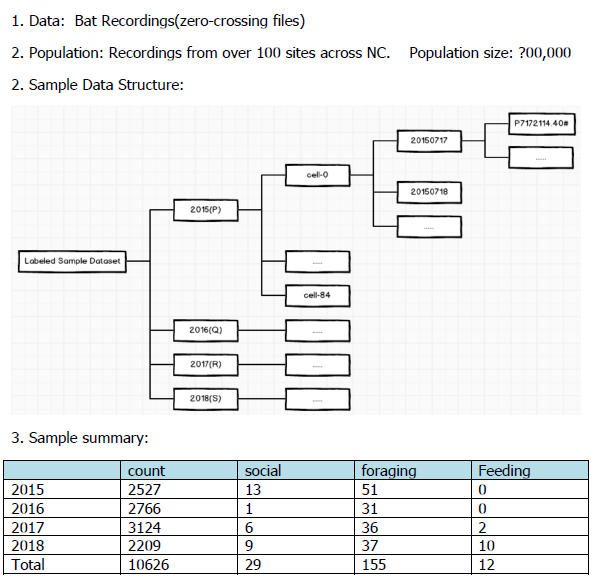 1. Data: Bat Recordings(zero-crossing files)
2. Population: Recordings from over 100 sites across NC. Population size: ?00,000
2. Sample Data Structure:
P7172114.40#
20150717
......
cell-0
20150718
2015(P)
......
Labeled Sample Dataset
......
cell-84
2016(Q) ......
2017(R) ......
2018(S) ......
3. Sample summary:
count social foraging Feeding
2015 2527 13 51 0
2016 2766 1 31 0
2017 3124 6 36 2
2018 2209 9 37 10
Total 10626 29 155 12